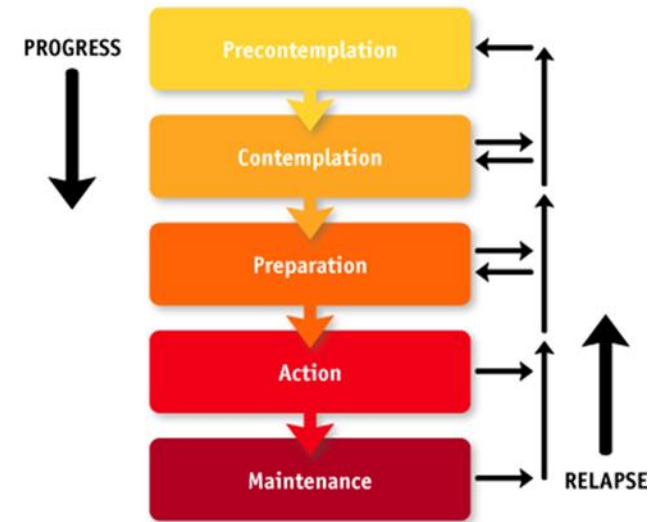 PROGRESS
Precontemplation
Contemplation
Preparation
Action
Maintenance
RELAPSE